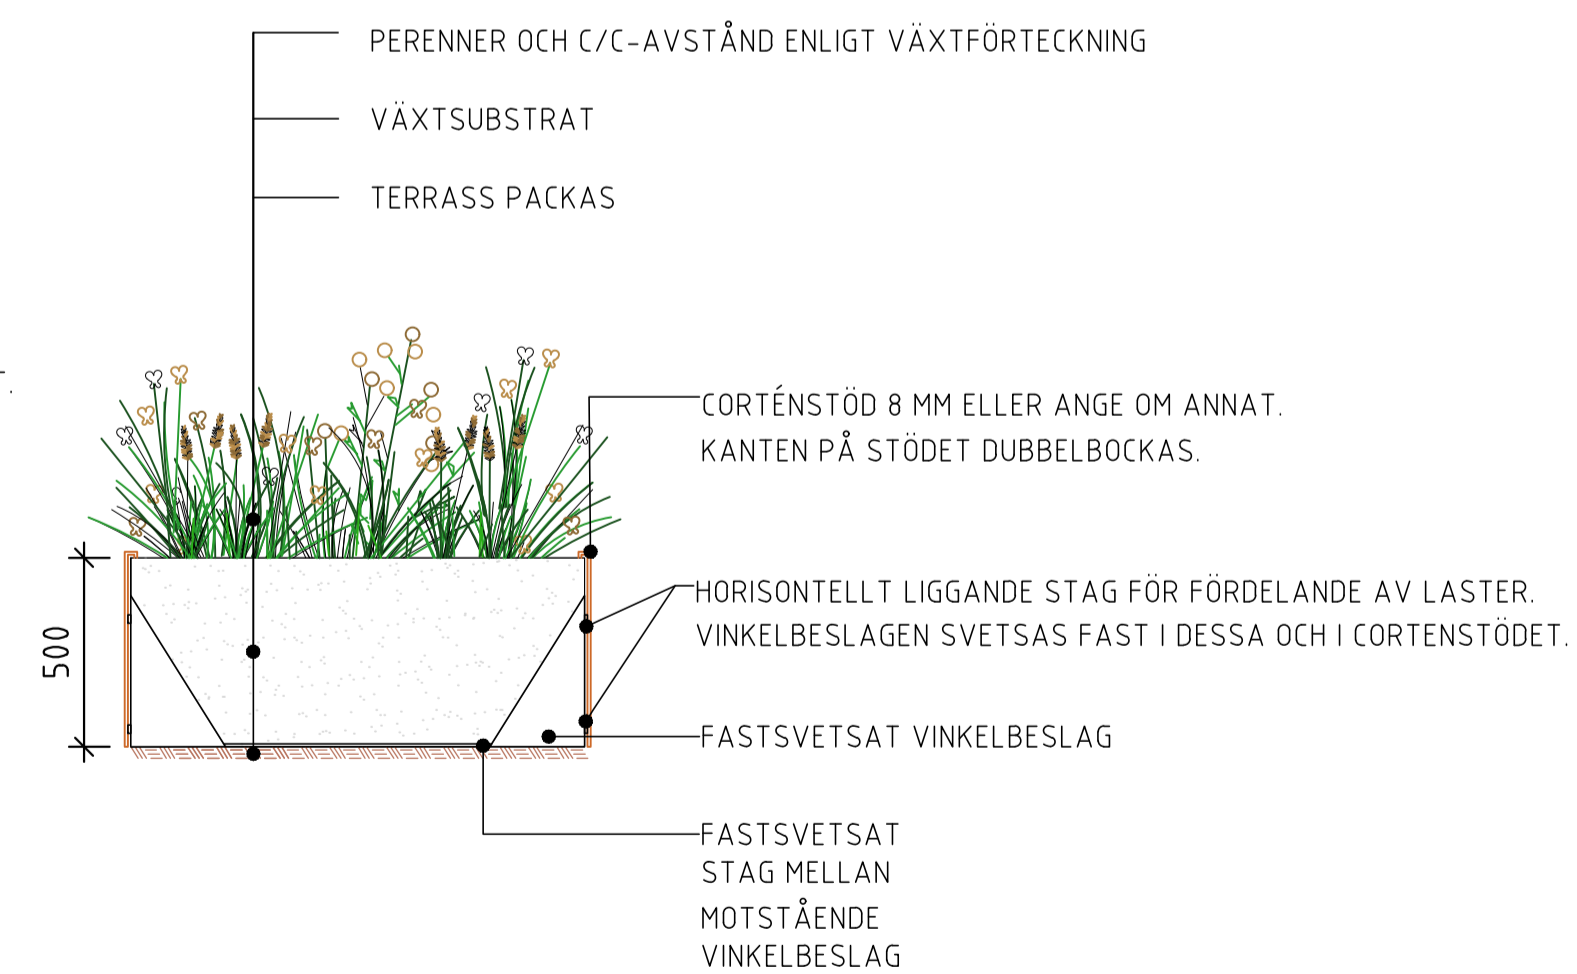 PERENNER OCH C/C-AVSTÅND ENLIGT VÄXTFÖRTECKNING
VÄXTSUBSTRAT
TERRASS PACKAS
CORTÉNSTÖD 8 MM ELLER ANGE OM ANNAT.
KANTEN PÅ STÖDET DUBBELBOCKAS.
HORISONTELLT LIGGANDE STAG FÖR FÖRDELANDE AV LASTER.
VINKELBESLAGEN SVETSAS FAST I DESSA OCH I CORTENSTÖDET.
500
FASTSVETSAT VINKELBESLAG
FASTSVETSAT
STAG MELLAN
MOTSTÅENDE
VINKELBESLAG